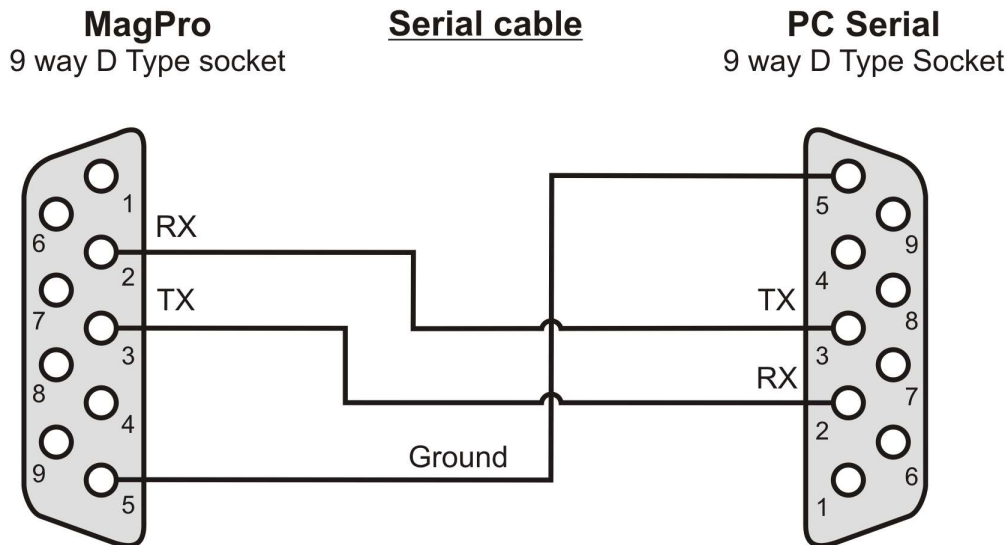 MagPro
9 way D Type socket
Serial cable
PC Serial
9 way D Type Socket
1
6
RX
2
7
TX
3
8
4
9
Ground
5
5
9
4
TX
8
3
RX
7
2
6
1